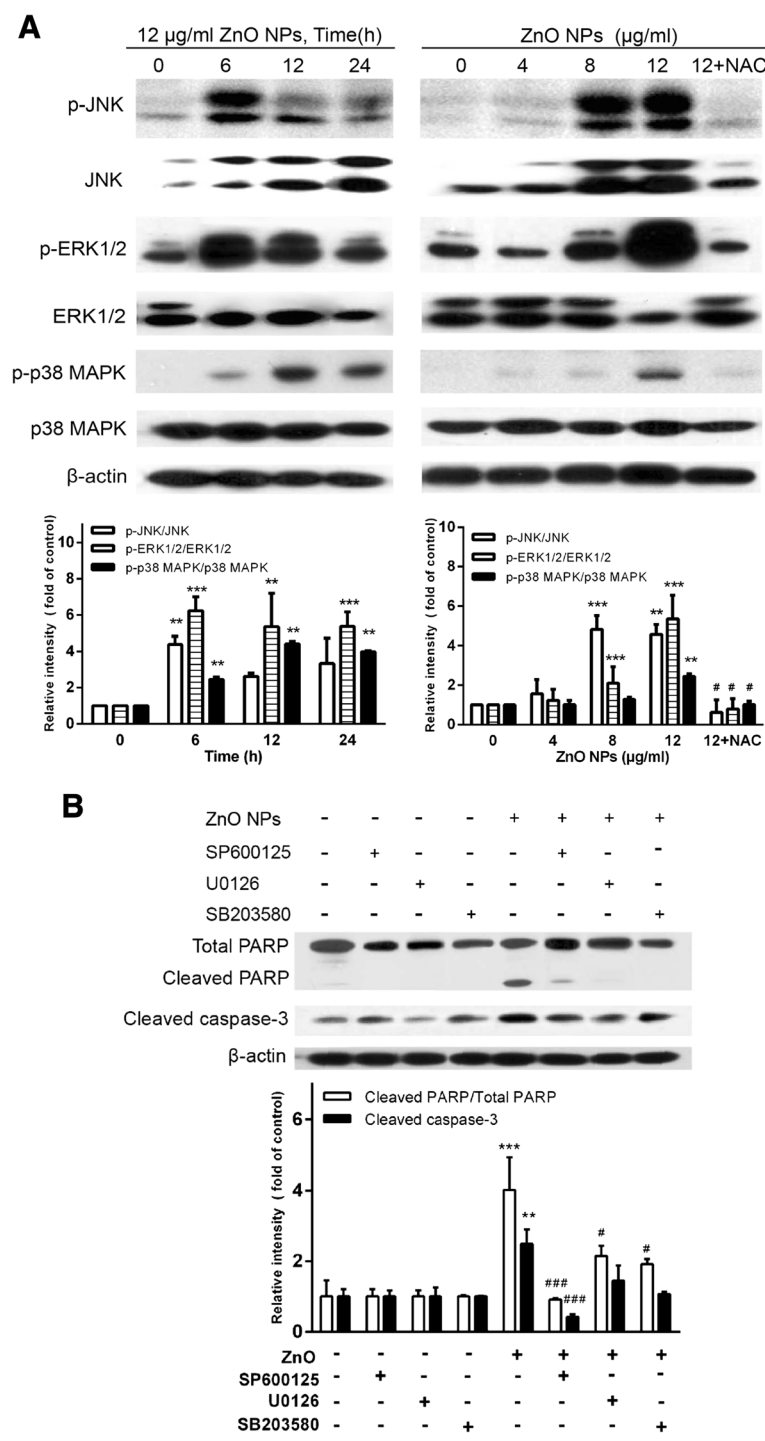 A
12 µg/ml ZnO NPs, Time(h)
0 6 12 24
ZnO NPs (µg/ml)
0 4 8 12 12+NAC
p-JNK
JNK
p-ERK1/2
ERK1/2
p-p38 MAPK
p38 MAPK
β-actin
Relative intensity ( fold of control)
10
8
6
4
2
0
p-JNK/JNK
p-ERK1/2/ERK1/2
p-p38 MAPK/p38 MAPK
** *** **
** **
*** **
0 6 12 24
Time (h)
Relative intensity ( fold of control)
10
8
6
4
2
0
p-JNK/JNK
p-ERK1/2/ERK1/2
p-p38 MAPK/p38 MAPK
*** ***
** *** **
# # #
0 4 8 12 12+NAC
ZnO NPs (µg/ml)
B
ZnO NPs - - - - + + + +
SP600125 - + - - - + - -
U0126 - - + - - - + -
SB203580 - - - + - - - +
Total PARP
Cleaved PARP
Cleaved caspase-3
β-actin
Relative intensity ( fold of control)
6
4
2
0
Cleaved PARP/Total PARP
Cleaved caspase-3
*** **
### ###
#
#
ZnO - - - - + + + +
SP600125 - + - - - + - -
U0126 - - + - - - + -
SB203580 - - - + - - - +